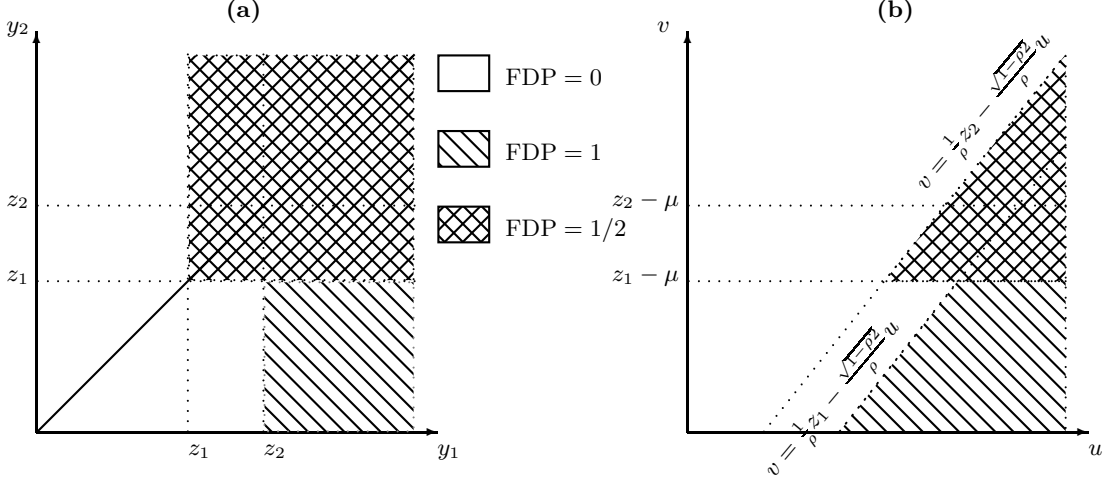 (a)
y₂
z₂
z₁
z₁
z₂
y₁
FDP = 0
FDP = 1
FDP = 1/2
(b)
v
z₂ − μ
z₁ − μ
u
v = 1/ρ z₂ − √1−ρ2/ρ u
v = 1/ρ z₁ − √1−ρ2/ρ u